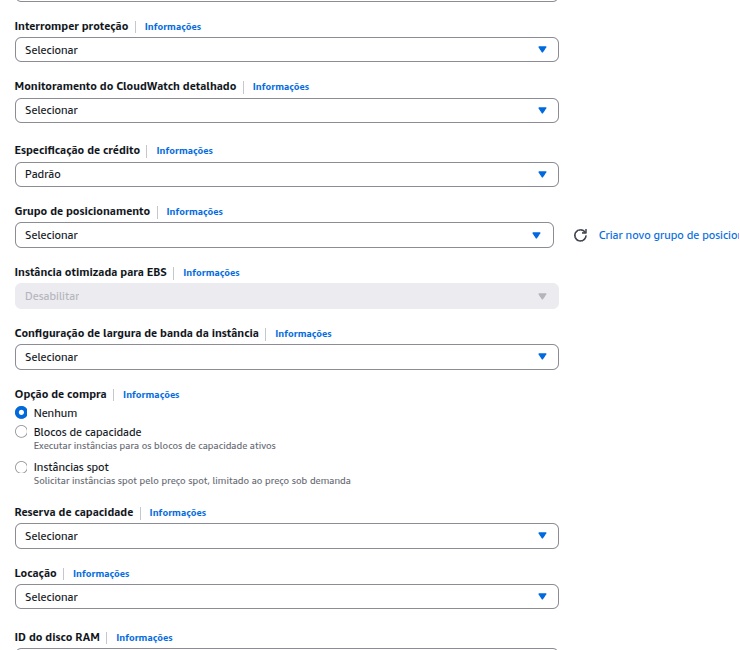 Interromper proteção Informações
Selecionar
Monitoramento do CloudWatch detalhado Informações
Selecionar
Especificação de crédito Informações
Padrão
Grupo de posicionamento Informações
Selecionar Criar novo grupo de posicio
Instância otimizada para EBS Informações
Desabilitar
Configuração de largura de banda da instância Informações
Selecionar
Opção de compra Informações
Nenhum
Blocos de capacidade
Executar instâncias para os blocos de capacidade ativos
Instâncias spot
Solicitar instâncias spot pelo preço spot, limitado ao preço sob demanda
Reserva de capacidade Informações
Selecionar
Locação Informações
Selecionar
ID do disco RAM Informações